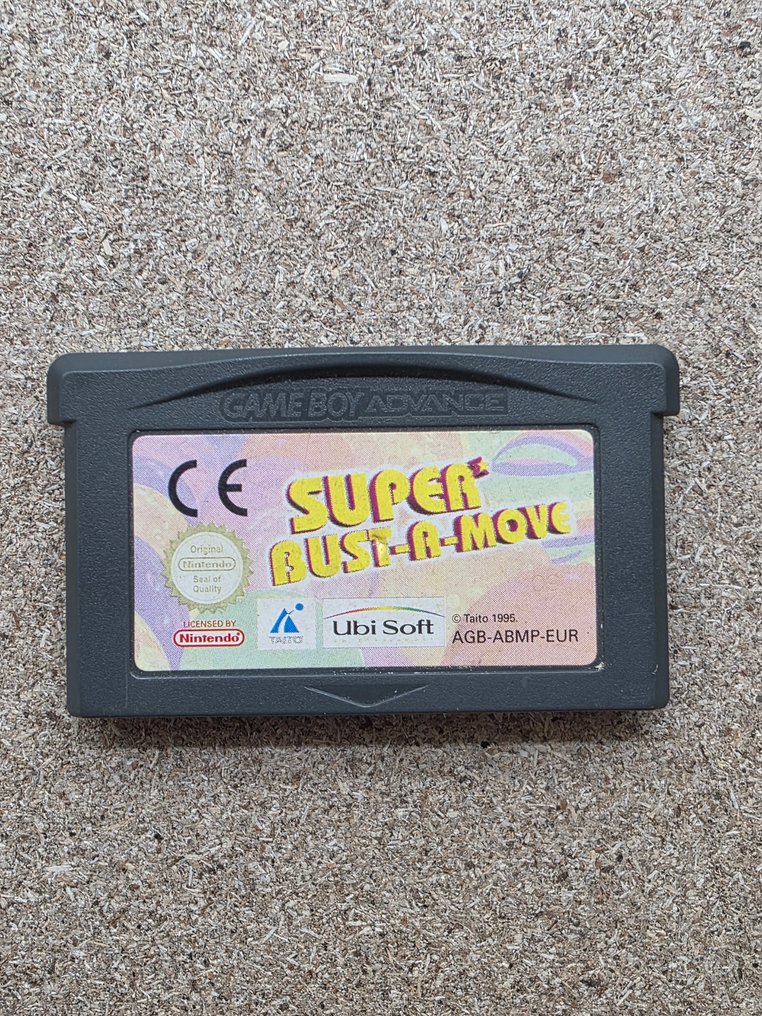 GAME BOY ADVANCE
CE
SUPER
BUST-A-MOVE
Original
Nintendo
Seal of
Quality
LICENSED BY
Nintendo
TAITO
Ubi Soft
© Taito 1995.
AGB-ABMP-EUR